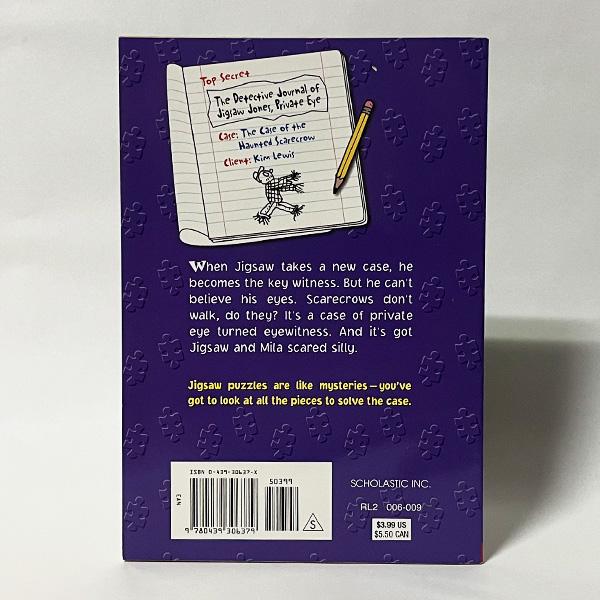 Top Secret
The Detective Journal of
Jigsaw Jones, Private Eye
Case: The Case of the
Haunted Scarecrow
Client: Kim Lewis
When Jigsaw takes a new case, he
becomes the key witness. But he can't
believe his eyes. Scarecrows don't
walk, do they? It's a case of private
eye turned eyewitness. And it's got
Jigsaw and Mila scared silly.
Jigsaw puzzles are like mysteries—you've
got to look at all the pieces to solve the case.
ISBN 0-439-30637-X
50399
EAN
9 780439 306379
S
SCHOLASTIC INC.
RL2 006-009
$3.99 US
$5.50 CAN